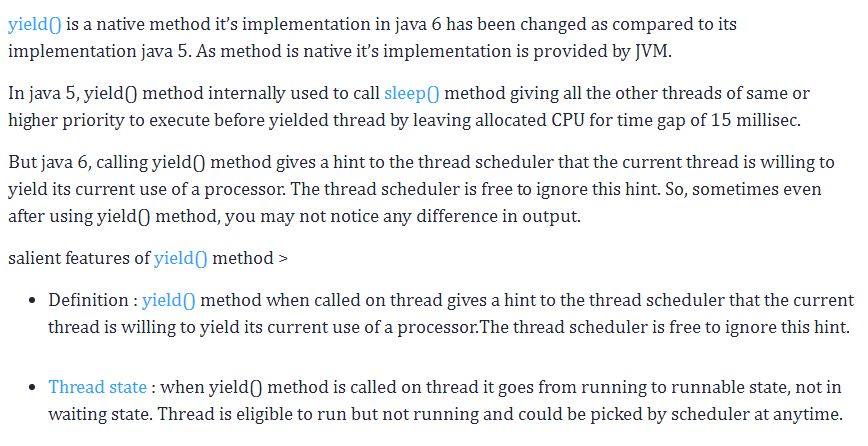 yield() is a native method it’s implementation in java 6 has been changed as compared to its
implementation java 5. As method is native it’s implementation is provided by JVM.
In java 5, yield() method internally used to call sleep() method giving all the other threads of same or
higher priority to execute before yielded thread by leaving allocated CPU for time gap of 15 millisec.
But java 6, calling yield() method gives a hint to the thread scheduler that the current thread is willing to
yield its current use of a processor. The thread scheduler is free to ignore this hint. So, sometimes even
after using yield() method, you may not notice any difference in output.
salient features of yield() method >
• Definition : yield() method when called on thread gives a hint to the thread scheduler that the current
thread is willing to yield its current use of a processor.The thread scheduler is free to ignore this hint.
• Thread state : when yield() method is called on thread it goes from running to runnable state, not in
waiting state. Thread is eligible to run but not running and could be picked by scheduler at anytime.